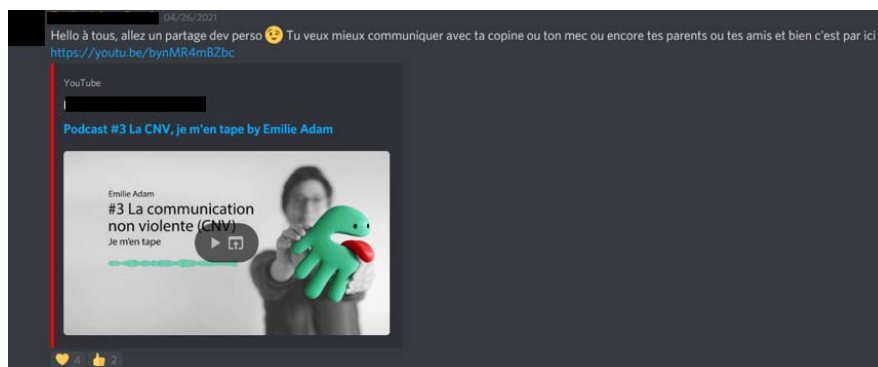 04/26/2021
Hello à tous, allez un partage dev perso 😉 Tu veux mieux communiquer avec ta copine ou ton mec ou encore tes parents ou tes amis et bien c'est par ici
https://youtu.be/bynMR4mBZbc
YouTube
Podcast #3 La CNV, je m'en tape by Emilie Adam
Emilie Adam
#3 La communication
non violente (CNV)
Je m'en tape
4 2